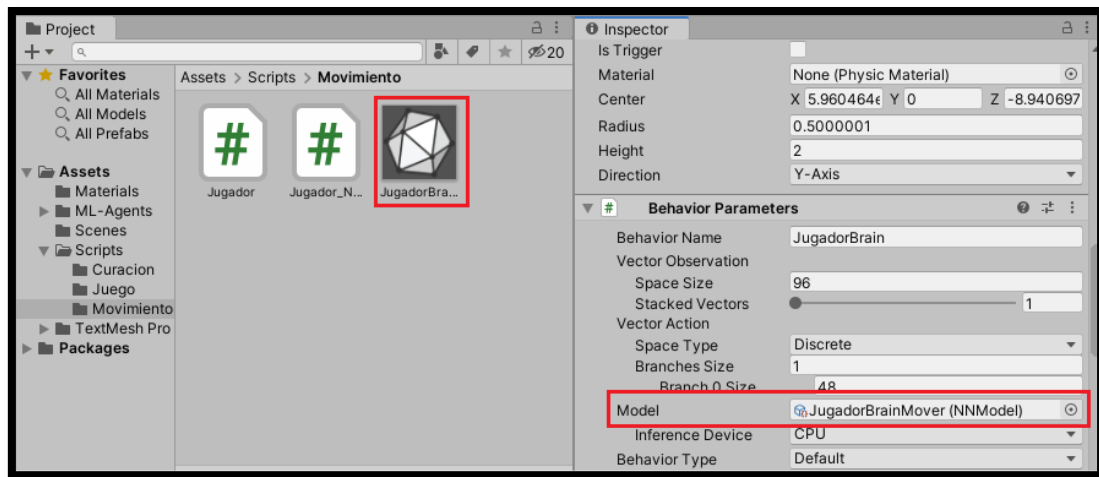 Project
20
Favorites
All Materials
All Models
All Prefabs
Assets
Materials
ML-Agents
Scenes
Scripts
Curacion
Juego
Movimiento
TextMesh Pro
Packages
Assets > Scripts > Movimiento
#
#
Jugador
Jugador_N...
JugadorBra...
Inspector
Is Trigger
Material None (Physic Material)
Center X 5.960464e Y 0 Z -8.940697
Radius 0.5000001
Height 2
Direction Y-Axis
# Behavior Parameters
Behavior Name JugadorBrain
Vector Observation
Space Size 96
Stacked Vectors 1
Vector Action
Space Type Discrete
Branches Size 1
Branch 0 Size 48
Model JugadorBrainMover (NNModel)
Inference Device CPU
Behavior Type Default